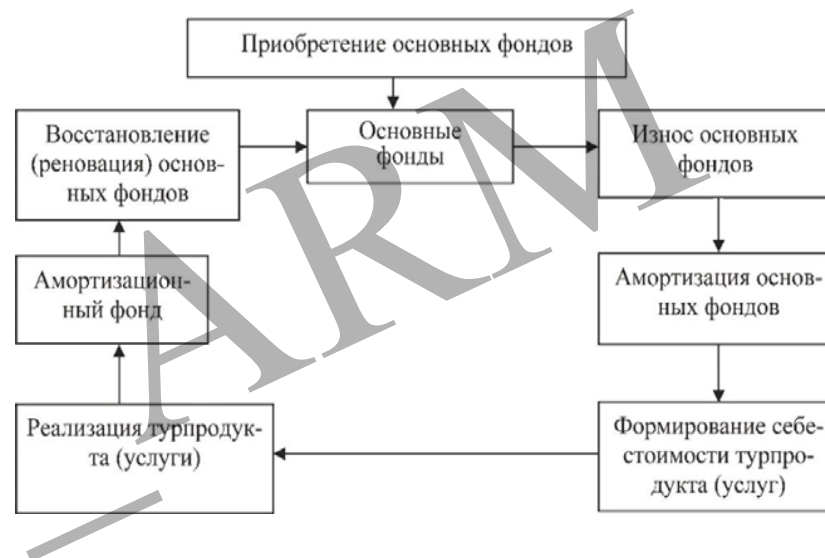 Приобретение основных фондов
Восстановление
(реновация) основ-
ных фондов
Основные
фонды
Износ основных
фондов
Амортизацион-
ный фонд
Амортизация основ-
ных фондов
Реализация турпродук-
та (услуги)
Формирование себе-
стоимости турпро-
дукта (услуг)
_ARM